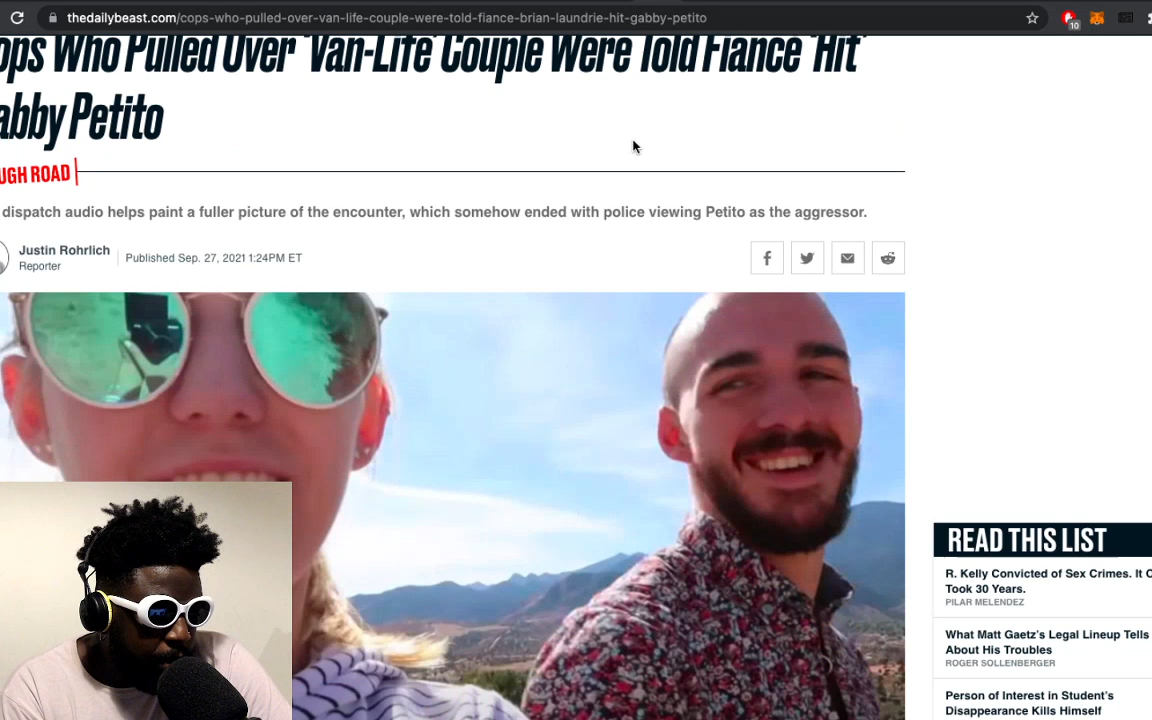 thedailybeast.com/cops-who-pulled-over-van-life-couple-were-told-fiance-brian-laundrie-hit-gabby-petito
10
ops Who Pulled Over 'Van-Life' Couple Were Told Fiance 'Hit'
abby Petito
UGH ROAD
dispatch audio helps paint a fuller picture of the encounter, which somehow ended with police viewing Petito as the aggressor.
Justin Rohrlich
Reporter
Published Sep. 27, 2021 1:24PM ET
READ THIS LIST
R. Kelly Convicted of Sex Crimes. It O
Took 30 Years.
PILAR MELENDEZ
What Matt Gaetz's Legal Lineup Tells
About His Troubles
ROGER SOLLENBERGER
Person of Interest in Student's
Disappearance Kills Himself